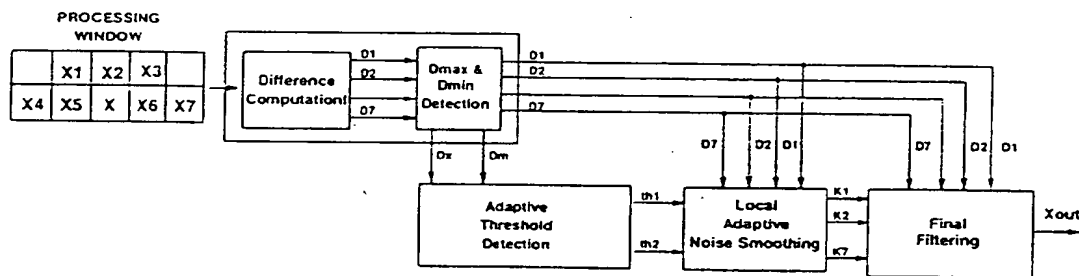 PROCESSING
WINDOW
X1 X2 X3
X4 X5 X X6 X7
Difference
Computation
D1
D2
D7
Dmax &
Dmin
Detection
D1
D2
D7
Dx
Dm
D7
D2
D1
D7
D2
D1
Adaptive
Threshold
Detection
th1
th2
Local
Adaptive
Noise Smoothing
K1
K2
K7
Final
Filtering
Xout